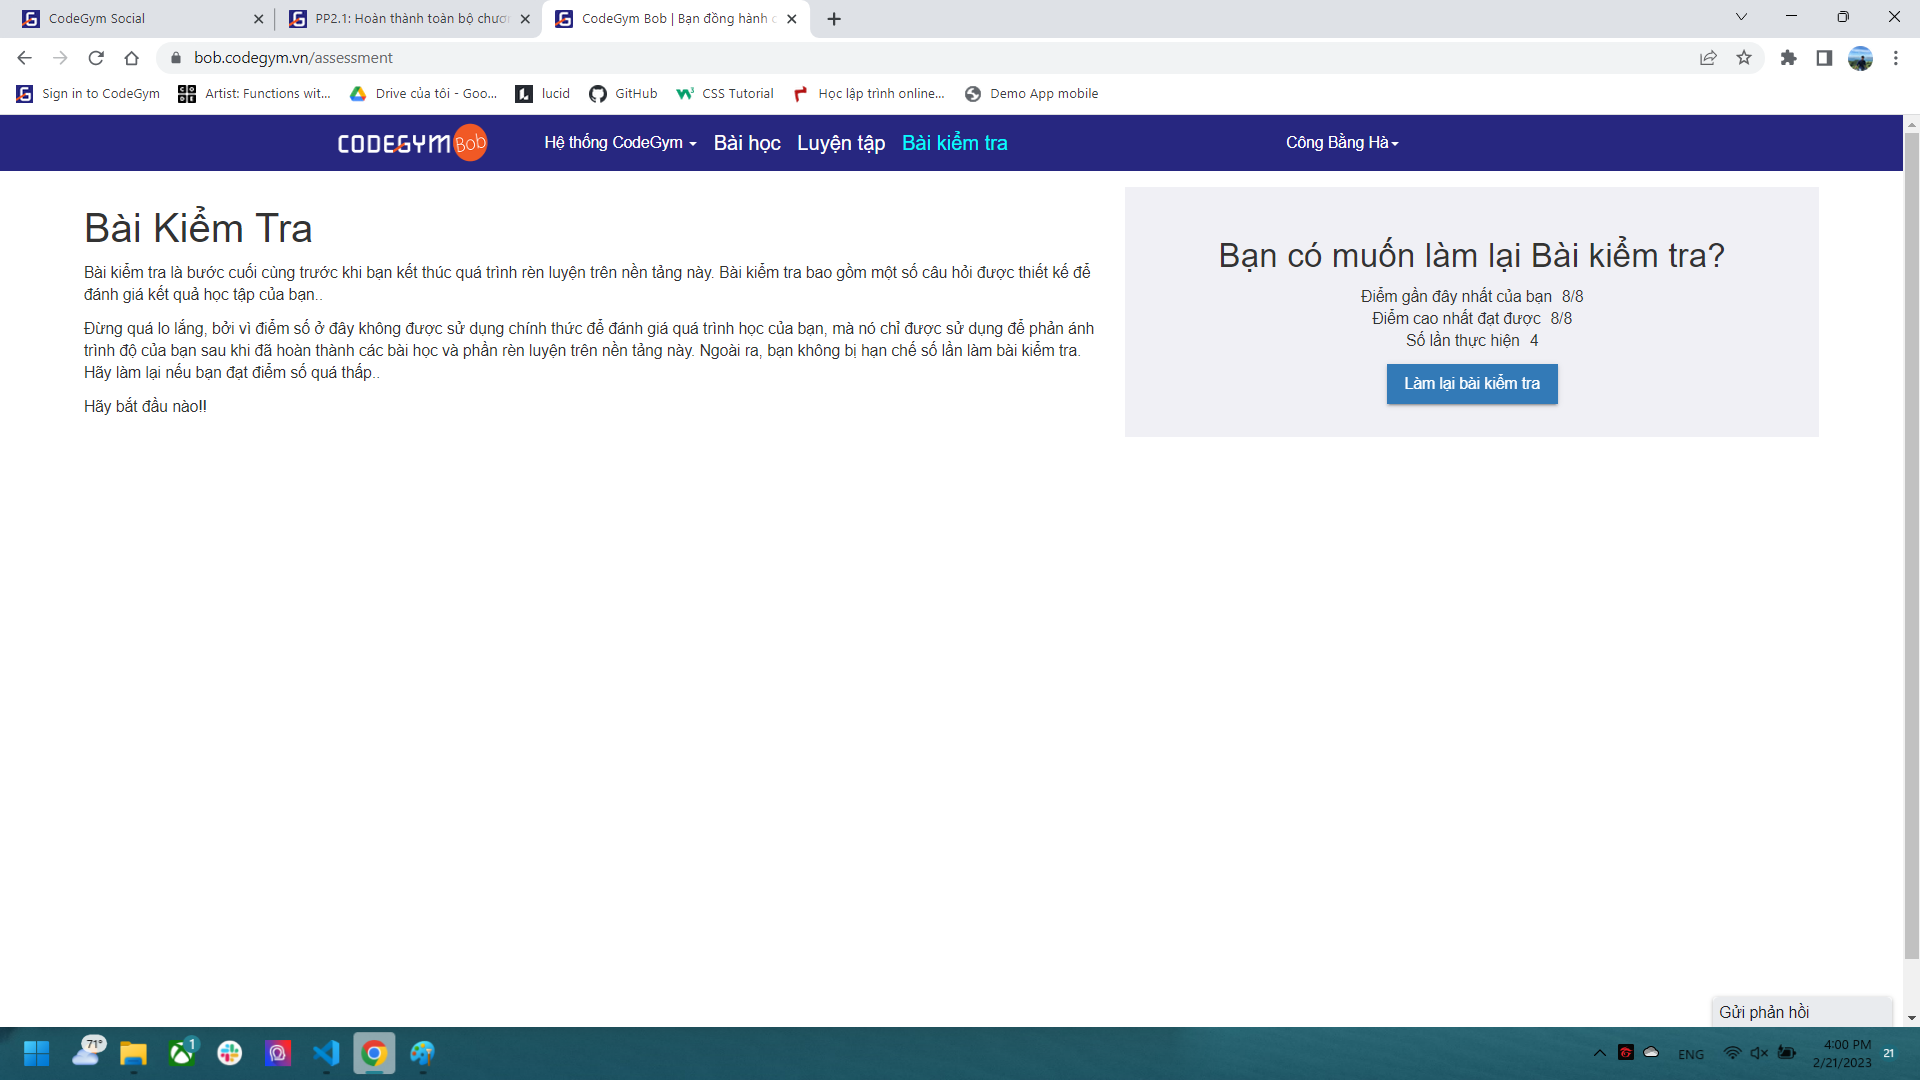 CodeGym Social
PP2.1: Hoàn thành toàn bộ chươ
CodeGym Bob | Bạn đồng hành c
bob.codegym.vn/assessment
Sign in to CodeGym
Artist: Functions wit...
Drive của tôi - Goo...
lucid
GitHub
CSS Tutorial
Học lập trình online...
Demo App mobile
CODEGYM Bob
Hệ thống CodeGym
Bài học
Luyện tập
Bài kiểm tra
Công Bằng Hà
Bài Kiểm Tra
Bài kiểm tra là bước cuối cùng trước khi bạn kết thúc quá trình rèn luyện trên nền tảng này. Bài kiểm tra bao gồm một số câu hỏi được thiết kế để
đánh giá kết quả học tập của bạn..
Đừng quá lo lắng, bởi vì điểm số ở đây không được sử dụng chính thức để đánh giá quá trình học của bạn, mà nó chỉ được sử dụng để phản ánh
trình độ của bạn sau khi đã hoàn thành các bài học và phần rèn luyện trên nền tảng này. Ngoài ra, bạn không bị hạn chế số lần làm bài kiểm tra.
Hãy làm lại nếu bạn đạt điểm số quá thấp..
Hãy bắt đầu nào!!
Bạn có muốn làm lại Bài kiểm tra?
Điểm gần đây nhất của bạn 8/8
Điểm cao nhất đạt được 8/8
Số lần thực hiện 4
Làm lại bài kiểm tra
Gửi phản hồi
71°
1
ENG
4:00 PM
2/21/2023
21